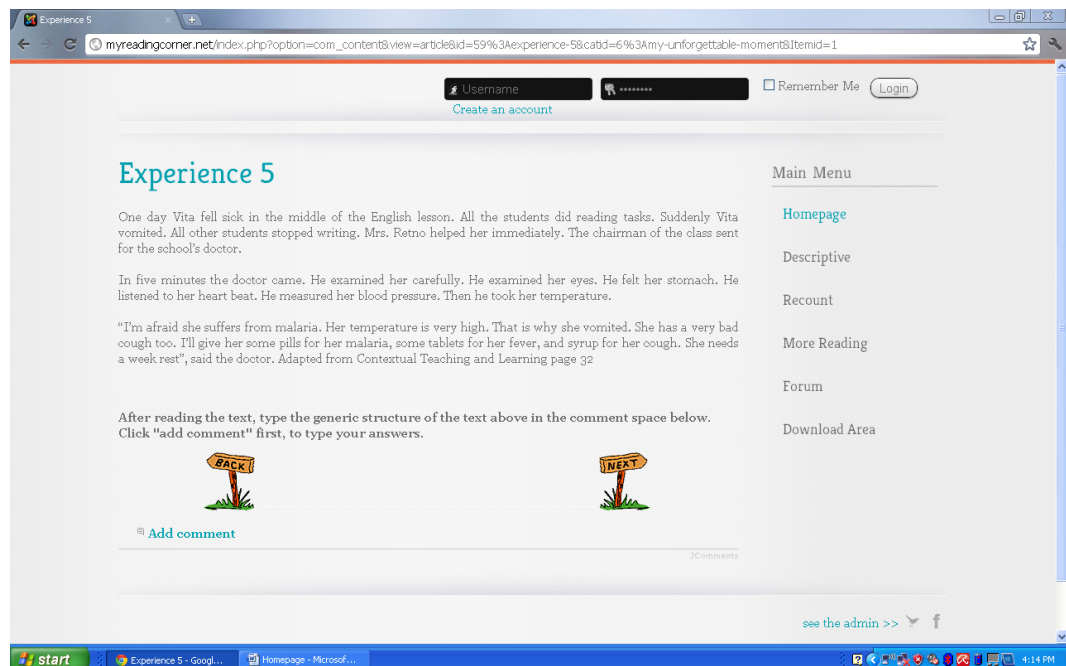 Experience 5
myreadingcorner.net/index.php?option=com_content&view=article&id=59%3Aexperience-5&catid=6%3Amy-unforgettable-moment&Itemid=1
Username
Remember Me
Login
Create an account
Experience 5
One day Vita fell sick in the middle of the English lesson. All the students did reading tasks. Suddenly Vita
vomited. All other students stopped writing. Mrs. Retno helped her immediately. The chairman of the class sent
for the school's doctor.
In five minutes the doctor came. He examined her carefully. He examined her eyes. He felt her stomach. He
listened to her heart beat. He measured her blood pressure. Then he took her temperature.
“I'm afraid she suffers from malaria. Her temperature is very high. That is why she vomited. She has a very bad
cough too. I'll give her some pills for her malaria, some tablets for her fever, and syrup for her cough. She needs
a week rest”, said the doctor. Adapted from Contextual Teaching and Learning page 32
After reading the text, type the generic structure of the text above in the comment space below.
Click "add comment" first, to type your answers.
BACK
NEXT
Add comment
JComments
Main Menu
Homepage
Descriptive
Recount
More Reading
Forum
Download Area
see the admin >>
start
Experience 5 - Googl...
Homepage - Microsof...
4:14 PM